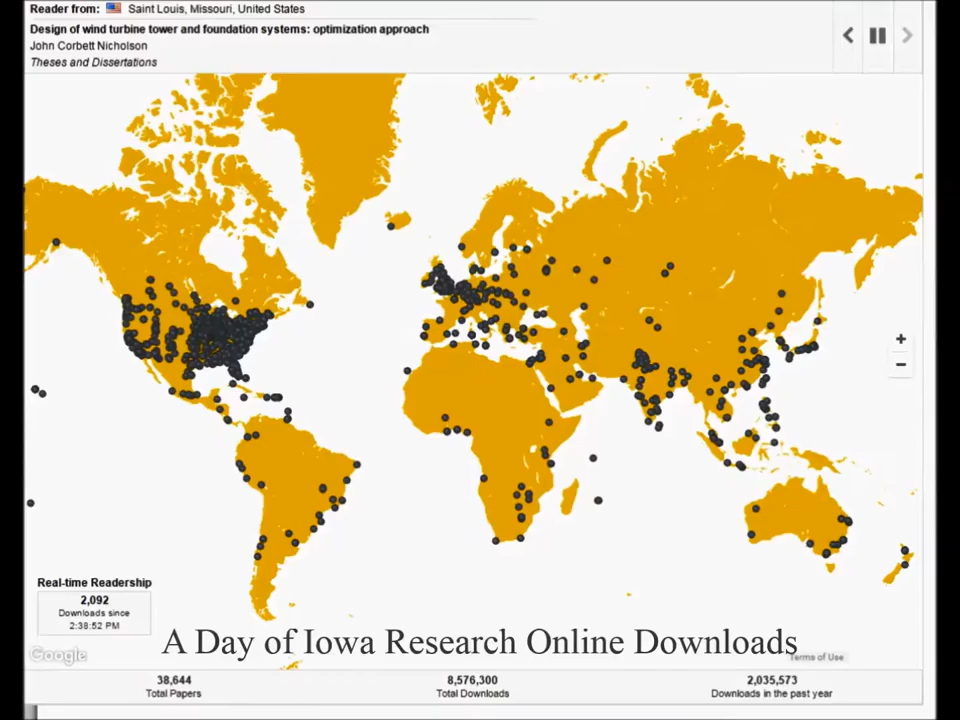 Reader from: Saint Louis, Missouri, United States
Design of wind turbine tower and foundation systems: optimization approach
John Corbett Nicholson
Theses and Dissertations
Real-time Readership
2,092
Downloads since
2:38:52 PM
A Day of Iowa Research Online Downloads
Google
Terms of Use
38,644
Total Papers
8,576,300
Total Downloads
2,035,573
Downloads in the past year